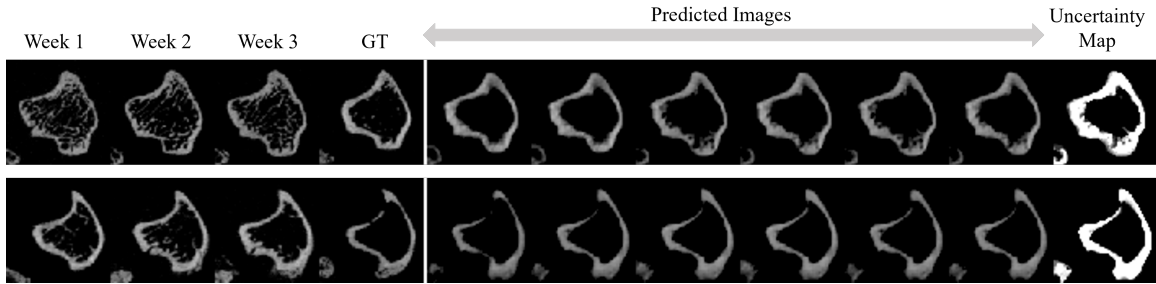 Predicted Images
Uncertainty
Map
Week 1
Week 2
Week 3
GT